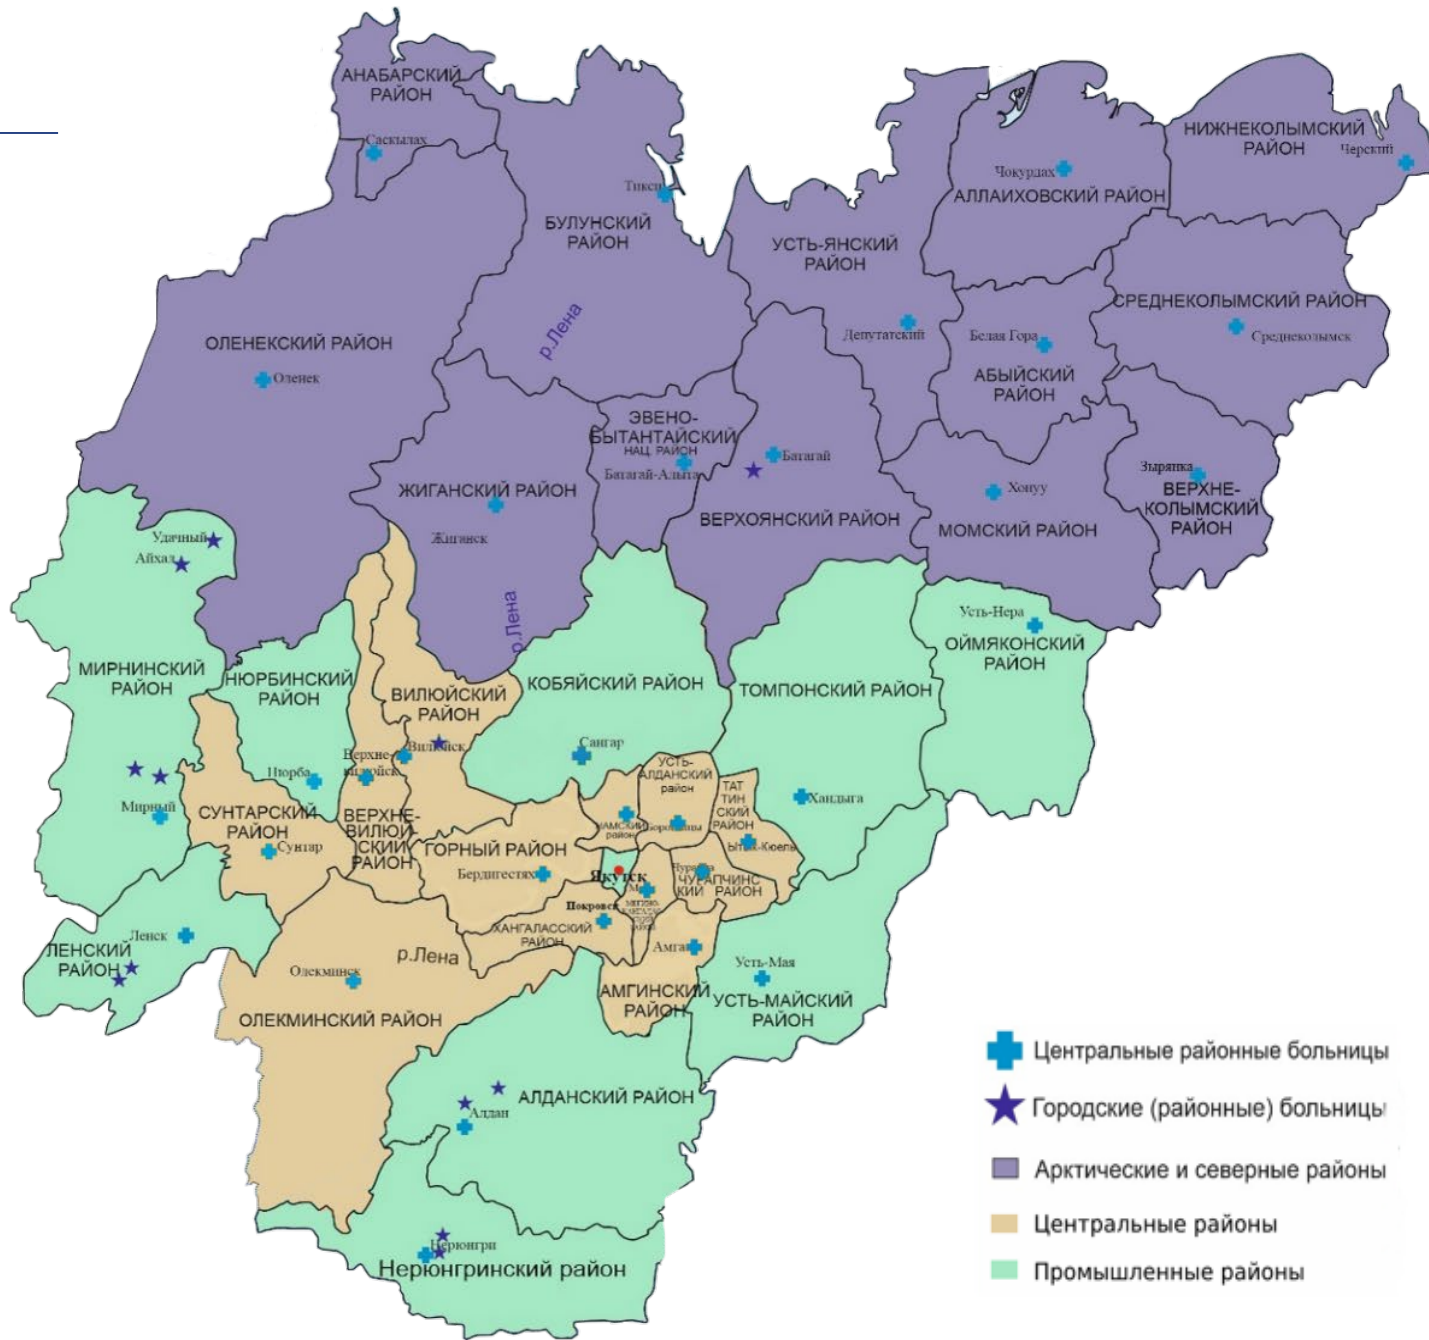 АНАБАРСКИЙ
РАЙОН
Саскылах
БУЛУНСКИЙ
РАЙОН
Тикси
УСТЬ-ЯНСКИЙ
РАЙОН
Депутатский
Чокурдах
АЛЛАИХОВСКИЙ РАЙОН
НИЖНЕКОЛЫМСКИЙ
РАЙОН
Черский
СРЕДНЕКОЛЫМСКИЙ РАЙОН
Среднеколымск
Белая Гора
АБЫЙСКИЙ
РАЙОН
ОЛЕНЕКСКИЙ РАЙОН
Оленек
р.Лена
ЭВЕНО-
БЫТАНТАЙСКИЙ
НАЦ. РАЙОН
Батагай-Алыта
Батагай
ВЕРХОЯНСКИЙ РАЙОН
Хонуу
МОМСКИЙ РАЙОН
Зырянка
ВЕРХНЕ-
КОЛЫМСКИЙ
РАЙОН
ЖИГАНСКИЙ РАЙОН
Жиганск
р.Лена
Удачный
Айхал
МИРНИНСКИЙ
РАЙОН
Мирный
НЮРБИНСКИЙ
РАЙОН
Нюрба
ВИЛЮЙСКИЙ
РАЙОН
Вилюйск
Верхне-
вилюйск
ВЕРХНЕ-
ВИЛЮЙ-
СКИЙ
РАЙОН
СУНТАРСКИЙ
РАЙОН
Сунтар
КОБЯЙСКИЙ РАЙОН
Сангар
ТОМПОНСКИЙ РАЙОН
Хандыга
Усть-Нера
ОЙМЯКОНСКИЙ
РАЙОН
УСТЬ-
АЛДАНСКИЙ
район
НАМСКИЙ
район
ТАТ
ТИН
СКИЙ
РАЙОН
ЧУРАПЧИНС
КИЙ РАЙОН
ГОРНЫЙ РАЙОН
Бердигестях
Якутск
Покровск
ХАНГАЛАССКИЙ
РАЙОН
р.Лена
Амга
АМГИНСКИЙ
РАЙОН
Усть-Мая
УСТЬ-МАЙСКИЙ
РАЙОН
Ленск
ЛЕНСКИЙ
РАЙОН
Олекминск
ОЛЕКМИНСКИЙ РАЙОН
АЛДАНСКИЙ РАЙОН
Алдан
Нерюнгри
Нерюнгринский район
Центральные районные больницы
Городские (районные) больницы
Арктические и северные районы
Центральные районы
Промышленные районы